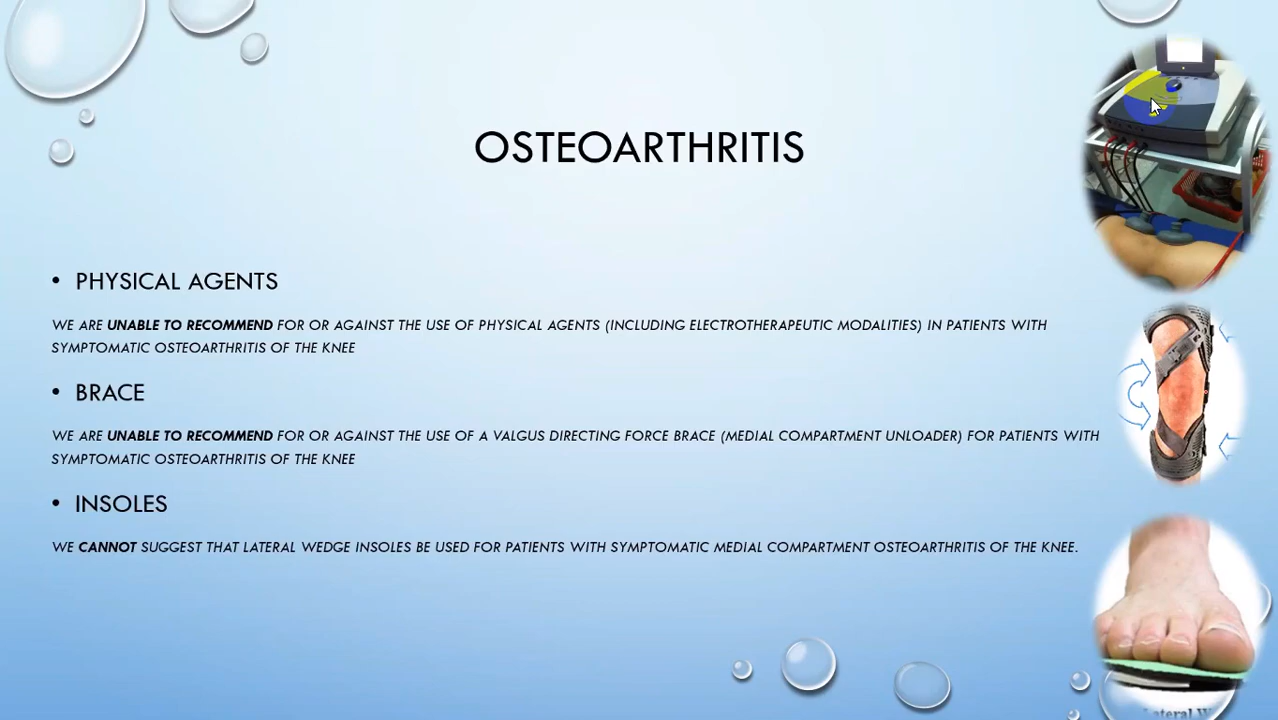 OSTEOARTHRITIS
• PHYSICAL AGENTS
WE ARE UNABLE TO RECOMMEND FOR OR AGAINST THE USE OF PHYSICAL AGENTS (INCLUDING ELECTROTHERAPEUTIC MODALITIES) IN PATIENTS WITH
SYMPTOMATIC OSTEOARTHRITIS OF THE KNEE
• BRACE
WE ARE UNABLE TO RECOMMEND FOR OR AGAINST THE USE OF A VALGUS DIRECTING FORCE BRACE (MEDIAL COMPARTMENT UNLOADER) FOR PATIENTS WITH
SYMPTOMATIC OSTEOARTHRITIS OF THE KNEE
• INSOLES
WE CANNOT SUGGEST THAT LATERAL WEDGE INSOLES BE USED FOR PATIENTS WITH SYMPTOMATIC MEDIAL COMPARTMENT OSTEOARTHRITIS OF THE KNEE.